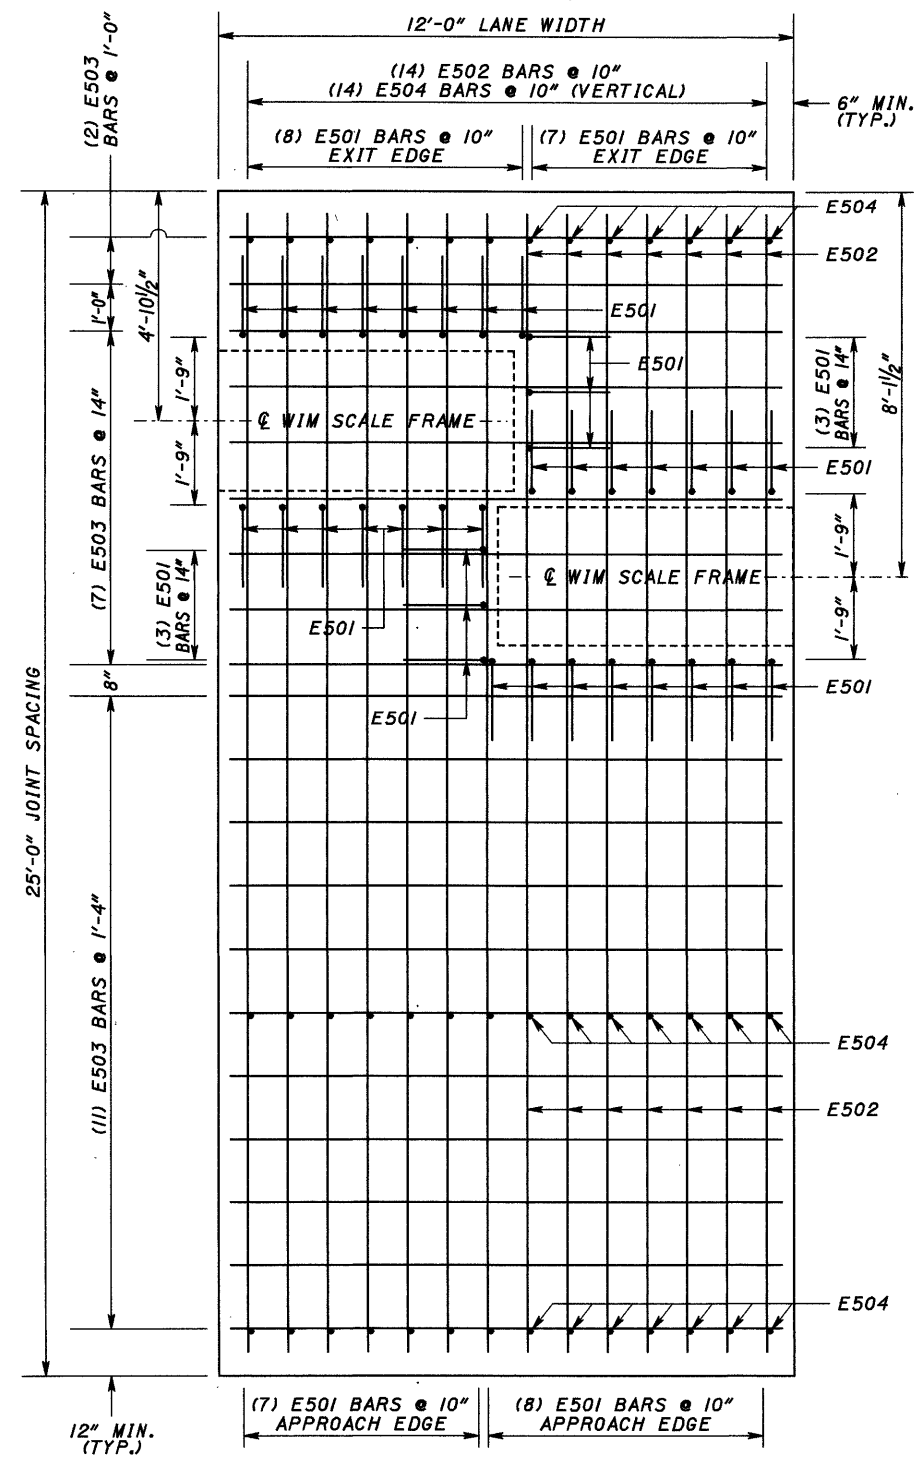 12'-0" LANE WIDTH
(2) E503
BARS @ 1'-0"
(14) E502 BARS @ 10"
(14) E504 BARS @ 10" (VERTICAL)
6" MIN.
(TYP.)
(8) E501 BARS @ 10"
EXIT EDGE
(7) E501 BARS @ 10"
EXIT EDGE
E504
E502
1'-0"
4'-10½"
E501
1'-9"
E501
(3) E501
BARS @ 14"
8'-1½"
℄ WIM SCALE FRAME
(7) E503 BARS @ 14"
1'-9"
E501
1'-9"
(3) E501
BARS @ 14"
℄ WIM SCALE FRAME
E501
1'-9"
8"
E501
E501
25'-0" JOINT SPACING
(11) E503 BARS @ 1'-4"
E504
E502
E504
(7) E501 BARS @ 10"
APPROACH EDGE
(8) E501 BARS @ 10"
APPROACH EDGE
12" MIN.
(TYP.)